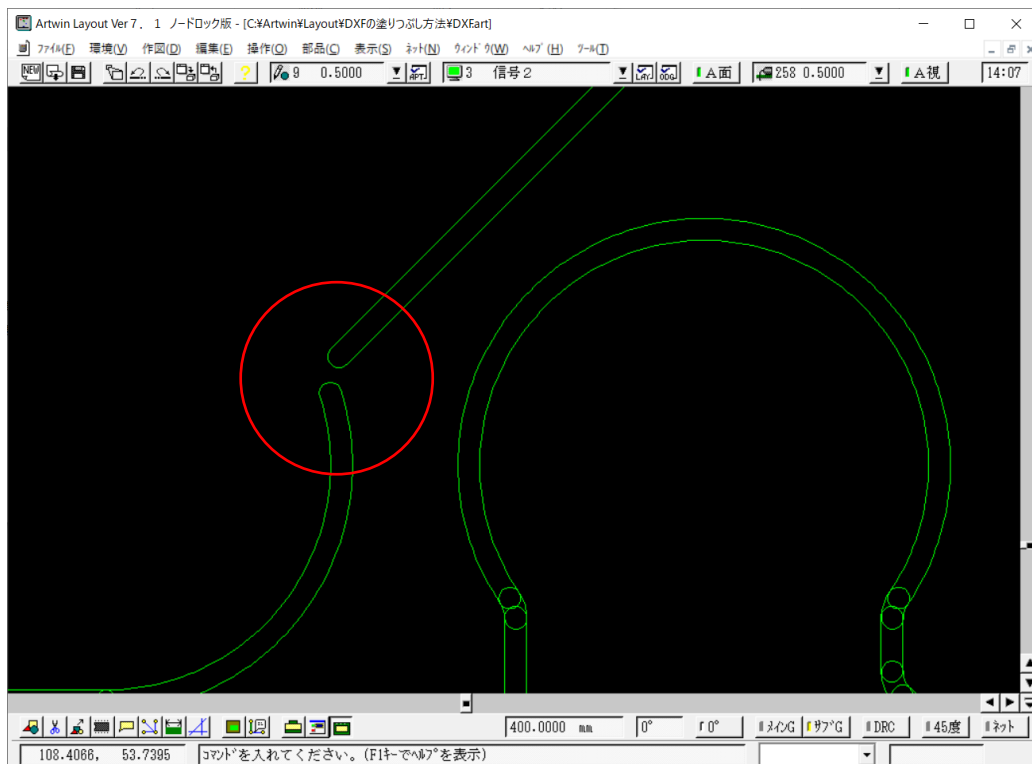 Artwin Layout Ver 7. 1 ノードロック版 - [C:¥Artwin¥Layout¥DXFの塗りつぶし方法¥DXF.art]
ファイル(F) 環境(V) 作図(D) 編集(E) 操作(O) 部品(C) 表示(S) ネット(N) ウィンドウ(W) ヘルプ(H) ツール(T)
NEW ? 9 0.5000 APT 3 信号2 LAY ODG A面 258 0.5000 A視 14:07
400.0000 mm 0° r 0° メインG サブG DRC 45度 ネット
108.4066, 53.7395 コマンドを入れてください。(F1キーでヘルプを表示)